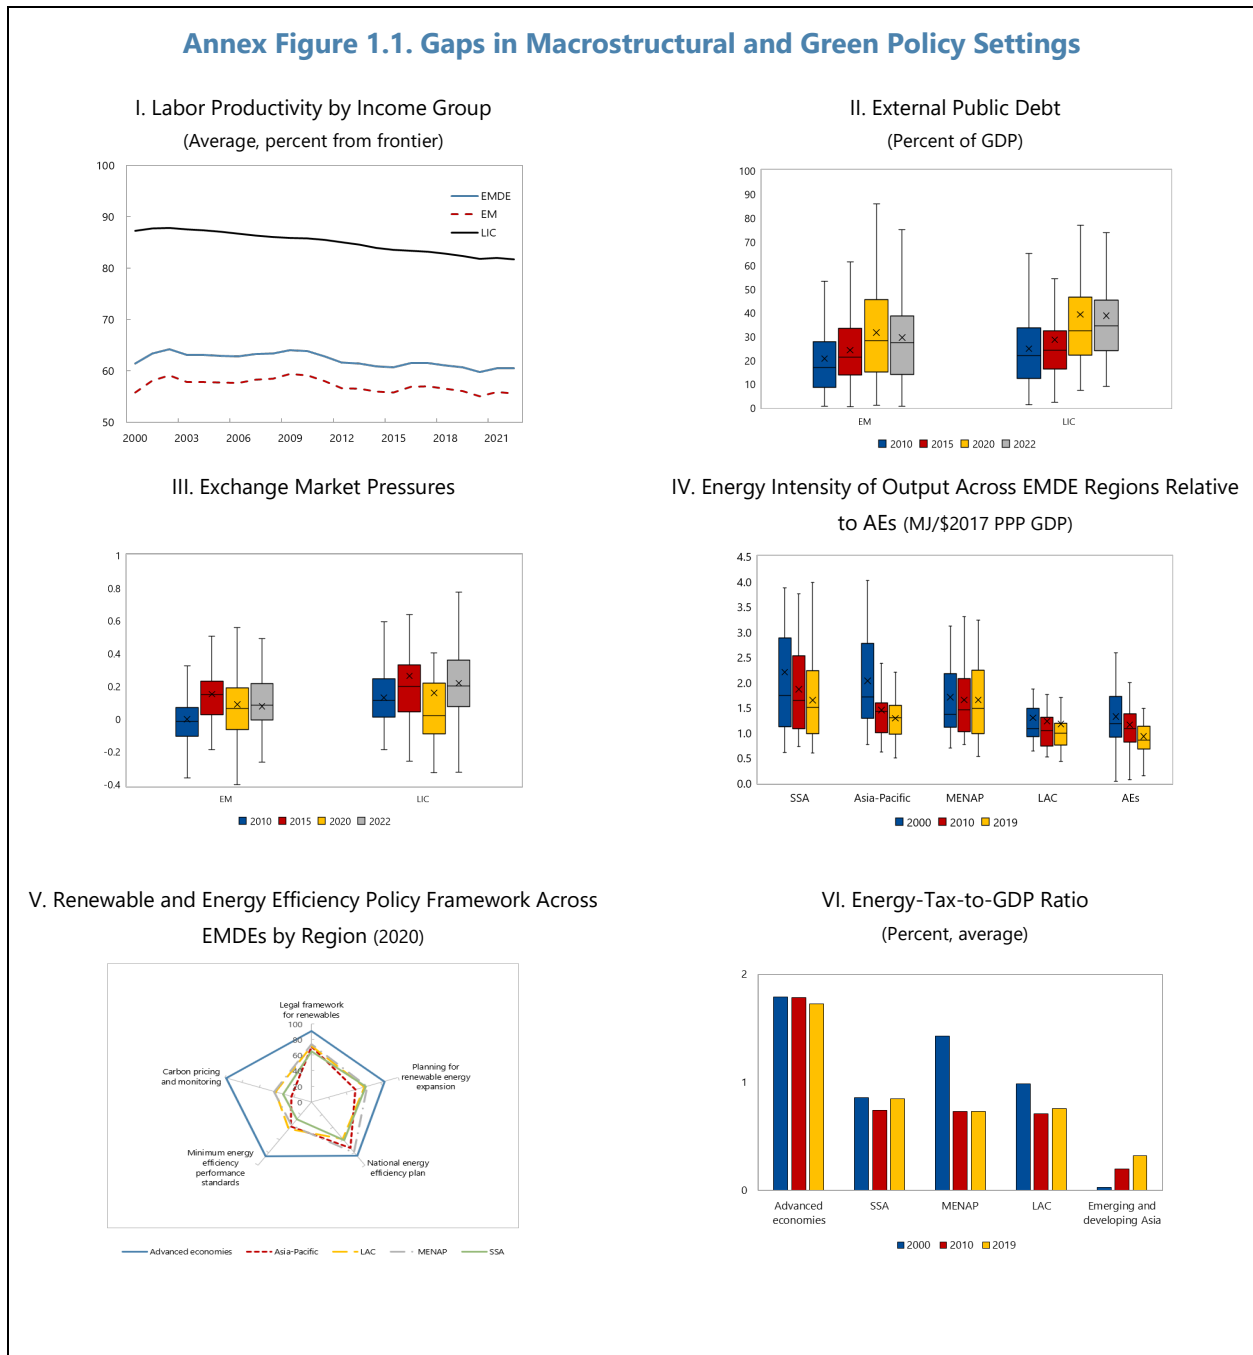 Annex Figure 1.1. Gaps in Macrostructural and Green Policy Settings
I. Labor Productivity by Income Group
(Average, percent from frontier)
100
90
80
70
60
50
2000 2003 2006 2009 2012 2015 2018 2021
EMDE
EM
LIC
II. External Public Debt
(Percent of GDP)
100
90
80
70
60
50
40
30
20
10
0
EM LIC
2010 2015 2020 2022
III. Exchange Market Pressures
1
0.8
0.6
0.4
0.2
0
-0.2
-0.4
EM LIC
2010 2015 2020 2022
IV. Energy Intensity of Output Across EMDE Regions Relative
to AEs (MJ/$2017 PPP GDP)
4.5
4.0
3.5
3.0
2.5
2.0
1.5
1.0
0.5
0.0
SSA Asia-Pacific MENAP LAC AEs
2000 2010 2019
V. Renewable and Energy Efficiency Policy Framework Across
EMDEs by Region (2020)
Legal framework
for renewables
100
80
60
40
20
0
Planning for
renewable energy
expansion
National energy
efficiency plan
Minimum energy
efficiency
performance
standards
Carbon pricing
and monitoring
Advanced economies Asia-Pacific LAC MENAP SSA
VI. Energy-Tax-to-GDP Ratio
(Percent, average)
2
1
0
Advanced
economies
SSA
MENAP
LAC
Emerging and
developing Asia
2000 2010 2019